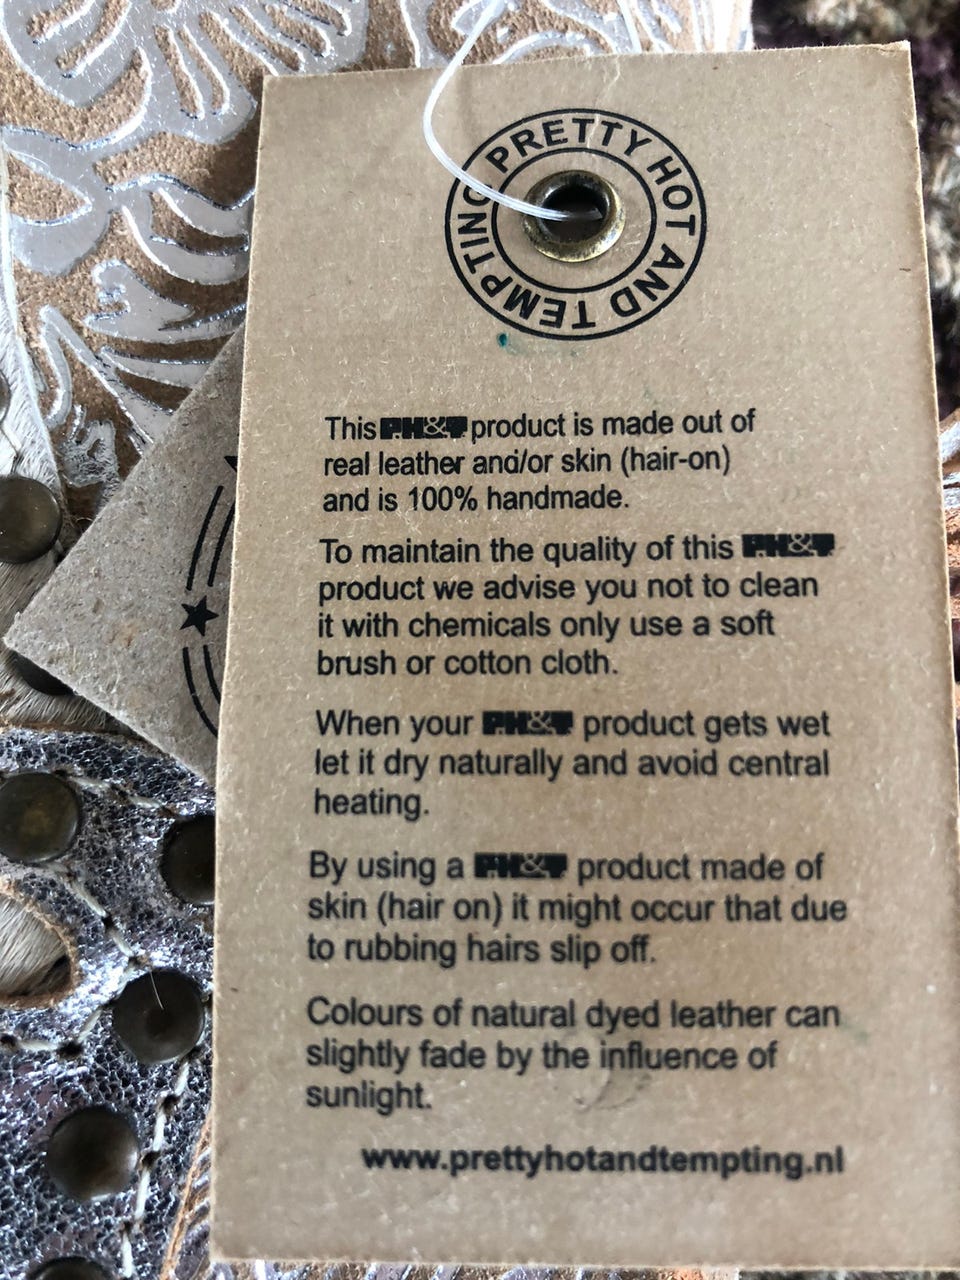 PRETTY HOT AND TEMPTING
This P.H.&T product is made out of
real leather and/or skin (hair-on)
and is 100% handmade.
To maintain the quality of this P.H.&T
product we advise you not to clean
it with chemicals only use a soft
brush or cotton cloth.
When your P.H.&T product gets wet
let it dry naturally and avoid central
heating.
By using a P.H.&T product made of
skin (hair on) it might occur that due
to rubbing hairs slip off.
Colours of natural dyed leather can
slightly fade by the influence of
sunlight.
www.prettyhotandtempting.nl